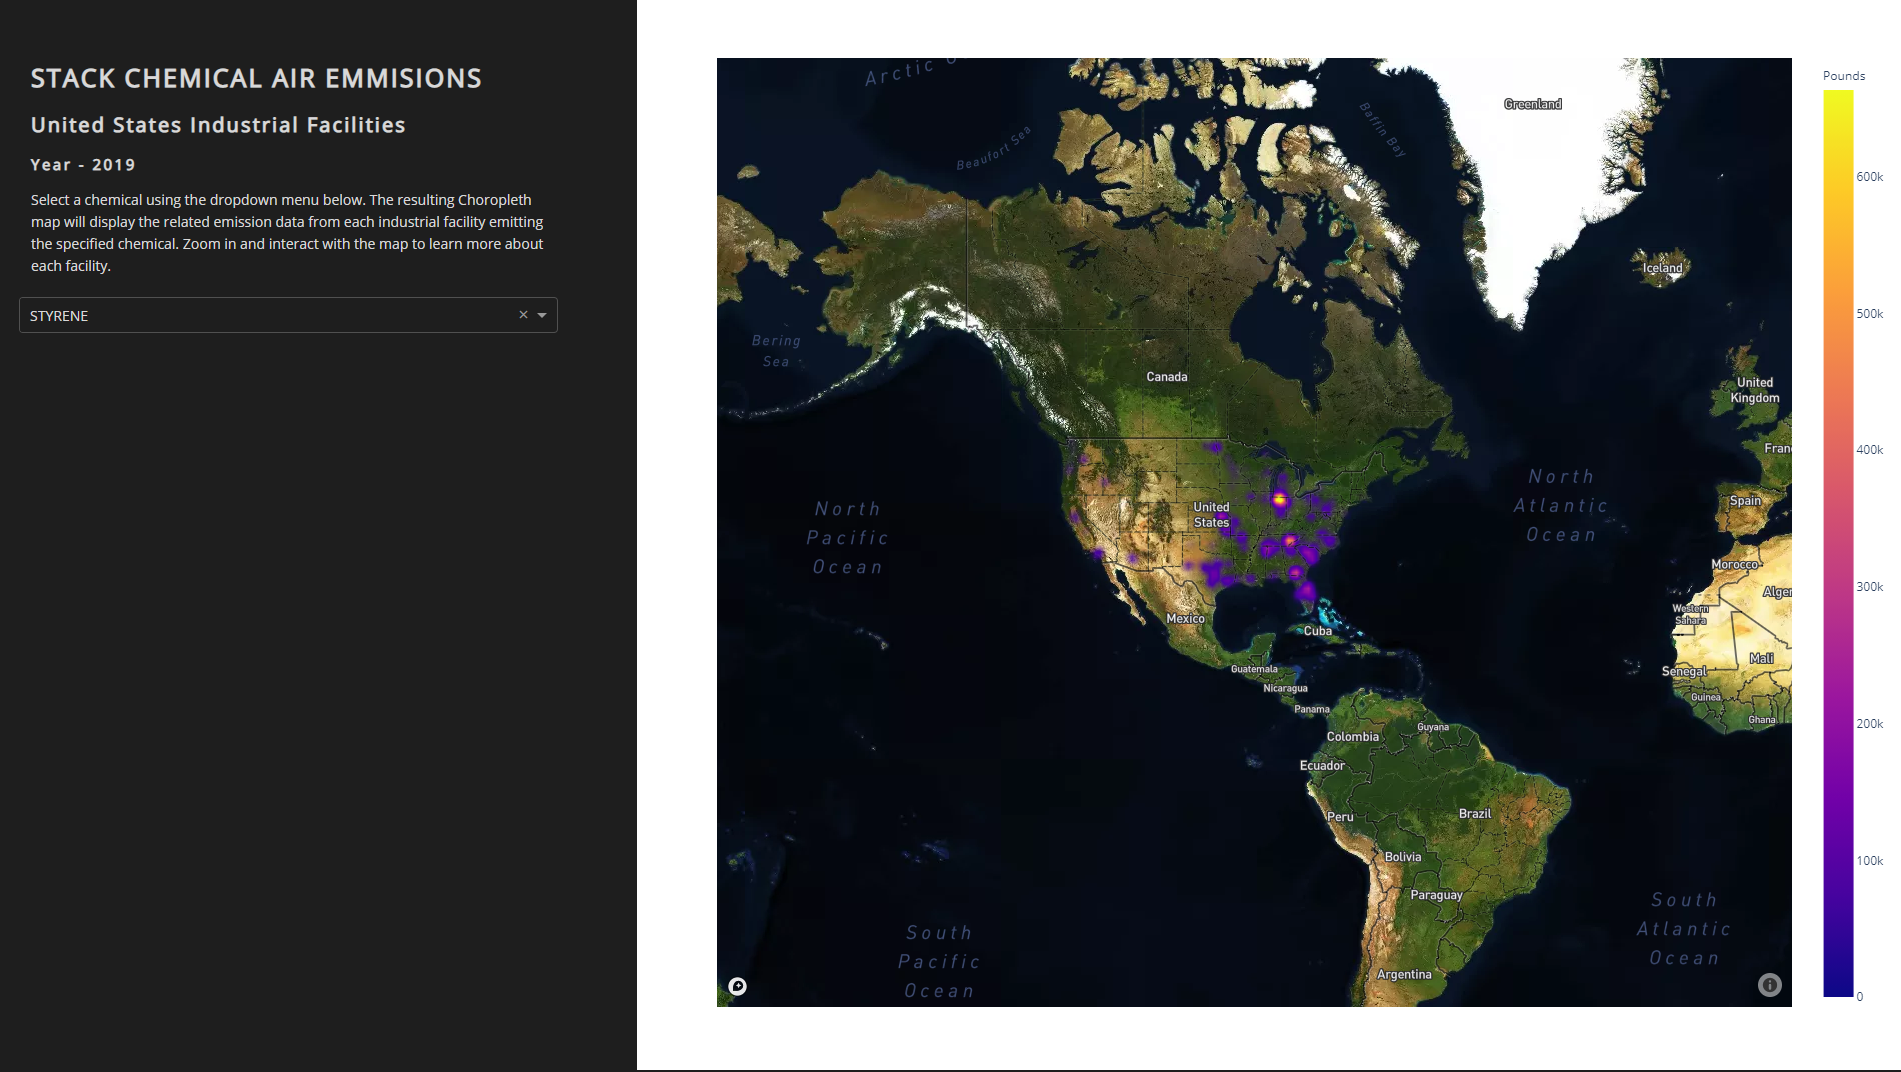 STACK CHEMICAL AIR EMMISIONS
United States Industrial Facilities
Year - 2019
Select a chemical using the dropdown menu below. The resulting Choropleth
map will display the related emission data from each industrial facility emitting
the specified chemical. Zoom in and interact with the map to learn more about
each facility.
STYRENE
Arctic O
Beaufort Sea
Baffin Bay
Greenland
Iceland
Bering
Sea
Canada
United
Kingdom
Fran
Spain
North
Pacific
Ocean
United
States
North
Atlantic
Ocean
Morocco
Alger
Western
Sahara
Mexico
Cuba
Mali
Senegal
Guatemala
Nicaragua
Guinea
Panama
Ghana
Guyana
Colombia
Ecuador
Brazil
Peru
Bolivia
Paraguay
South
Pacific
Ocean
South
Atlantic
Ocean
Argentina
Pounds
600k
500k
400k
300k
200k
100k
0